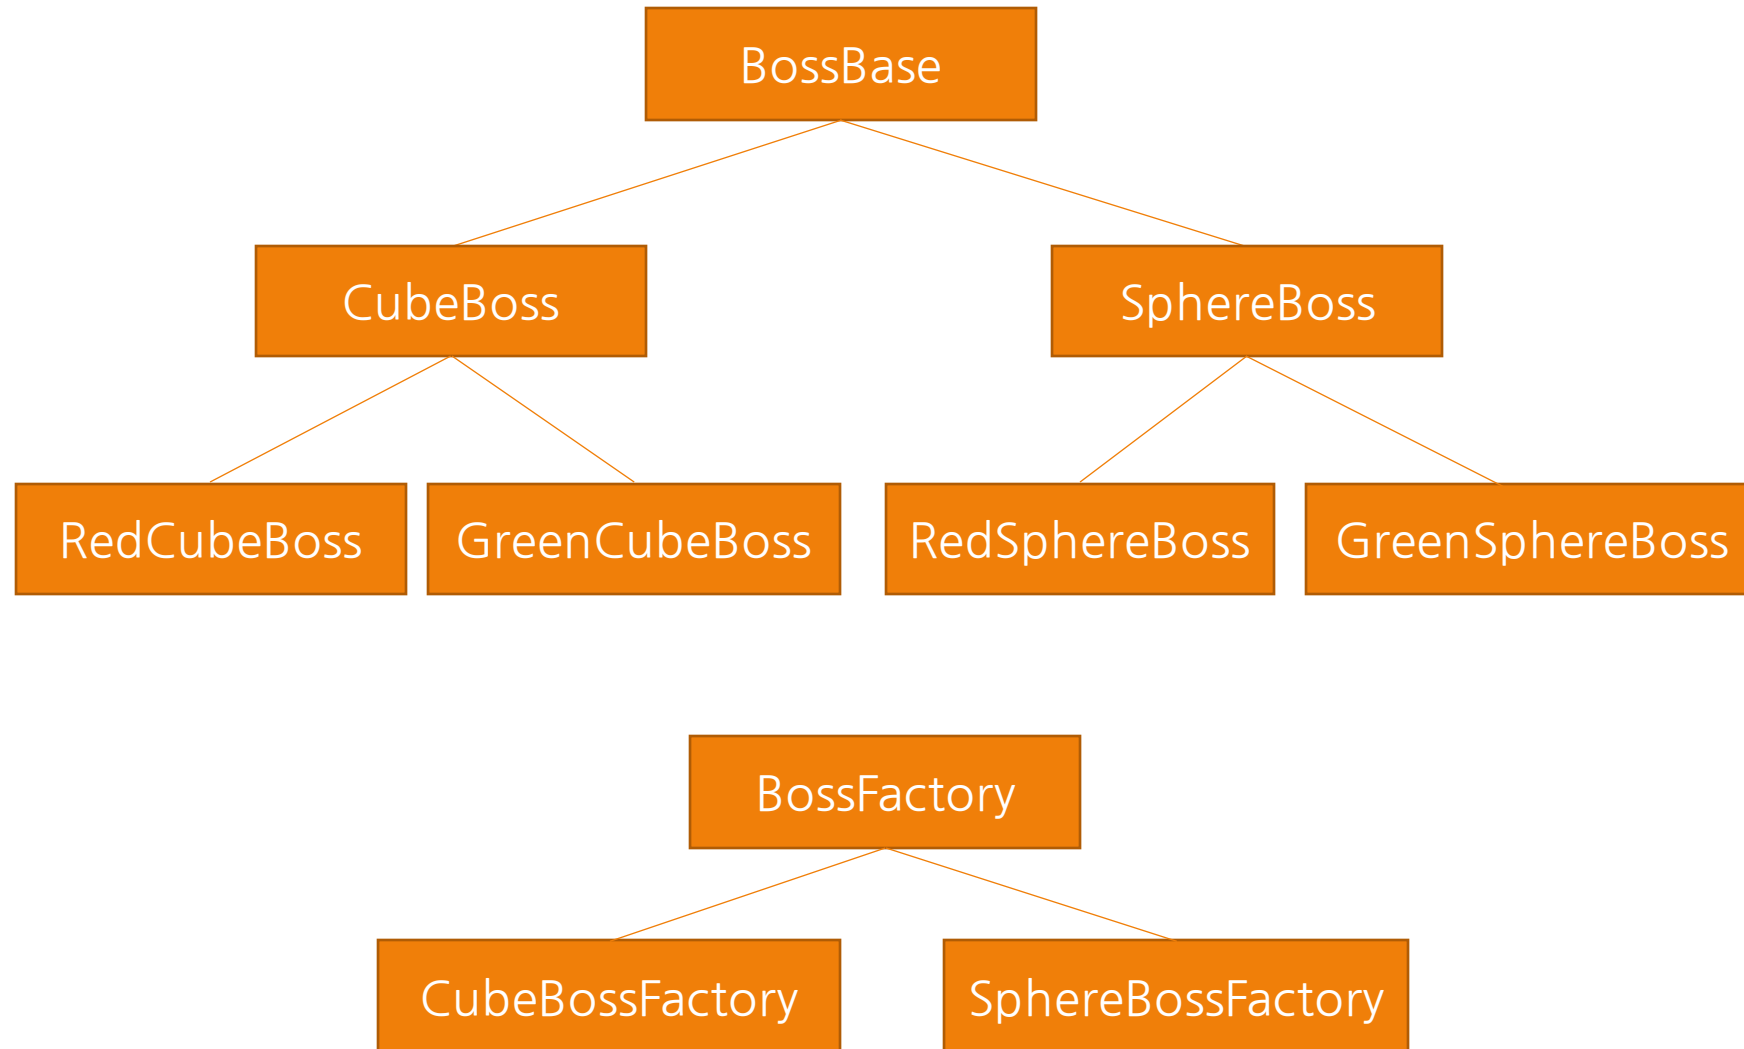 BossBase
CubeBoss
SphereBoss
RedCubeBoss
GreenCubeBoss
RedSphereBoss
GreenSphereBoss
BossFactory
CubeBossFactory
SphereBossFactory